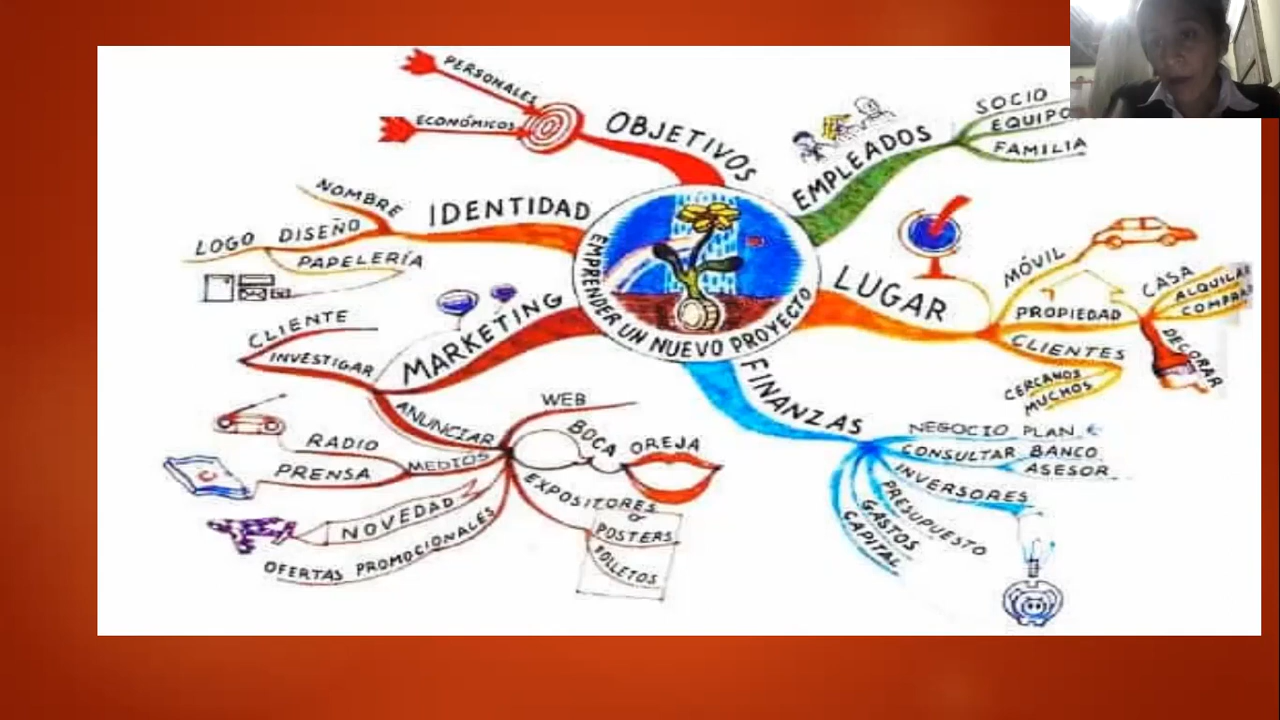 PERSONALES
ECONÓMICOS
OBJETIVOS
EMPLEADOS
SOCIO
EQUIPO
FAMILIA
NOMBRE
IDENTIDAD
LOGO DISEÑO
PAPELERÍA
EMPRENDER UN NUEVO PROYECTO
LUGAR
MÓVIL
PROPIEDAD
CASA
ALQUILAR
COMPRAR
DECORAR
CLIENTES
CERCANOS
MUCHOS
CLIENTE
INVESTIGAR
MARKETING
ANUNCIAR
WEB
BOCA OREJA
RADIO
MEDIOS
PRENSA
NOVEDAD
OFERTAS PROMOCIONALES
EXPOSITORES
POSTERS
FOLLETOS
FINANZAS
NEGOCIO PLAN €
CONSULTAR BANCO
ASESOR
INVERSORES
PRESUPUESTO
GASTOS
CAPITAL